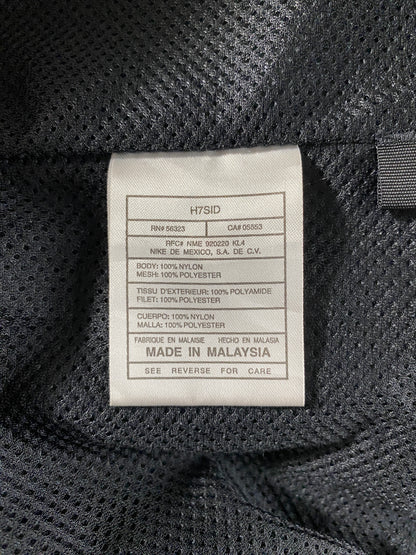 H7SID
RN# 56323 CA# 05553
RFC# NME 920220 KL4
NIKE DE MEXICO, S.A. DE C.V.
BODY: 100% NYLON
MESH: 100% POLYESTER
TISSU D'EXTERIEUR: 100% POLYAMIDE
FILET: 100% POLYESTER
CUERPO: 100% NYLON
MALLA: 100% POLYESTER
FABRIQUE EN MALAISIE HECHO EN MALASIA
MADE IN MALAYSIA
SEE REVERSE FOR CARE